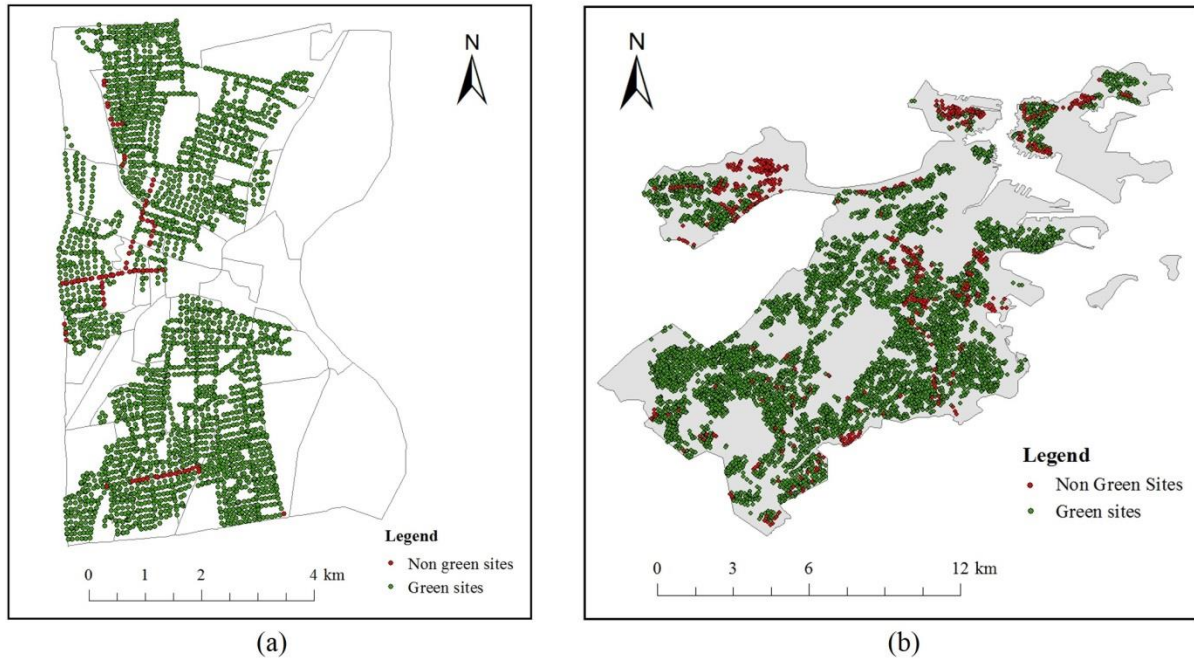 N
Legend
Non green sites
Green sites
0 1 2 4 km
(a)
N
Legend
Non Green Sites
Green sites
0 3 6 12 km
(b)